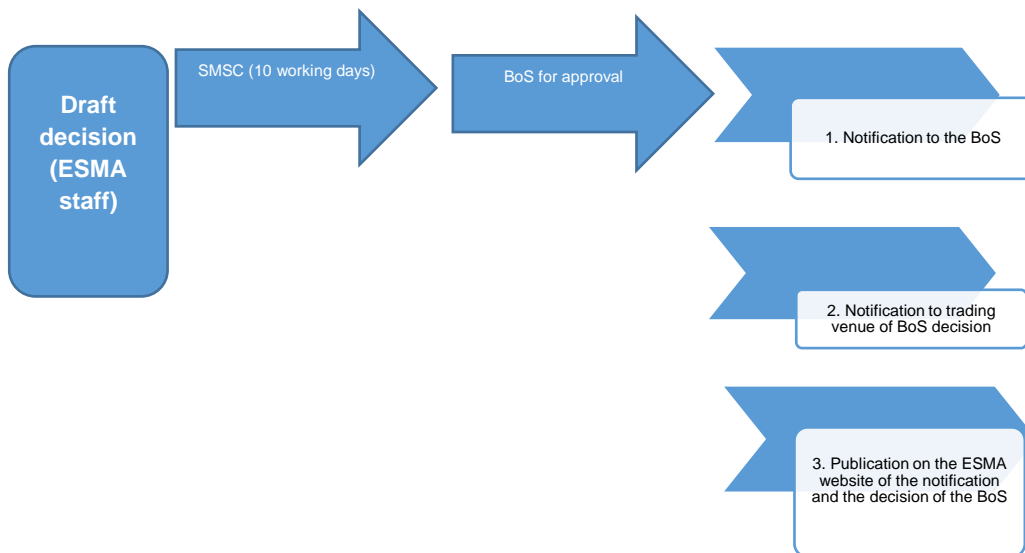 Draft
decision
(ESMA
staff)
SMSC (10 working days)
BoS for approval
1. Notification to the BoS
2. Notification to trading
venue of BoS decision
3. Publication on the ESMA
website of the notification
and the decision of the BoS